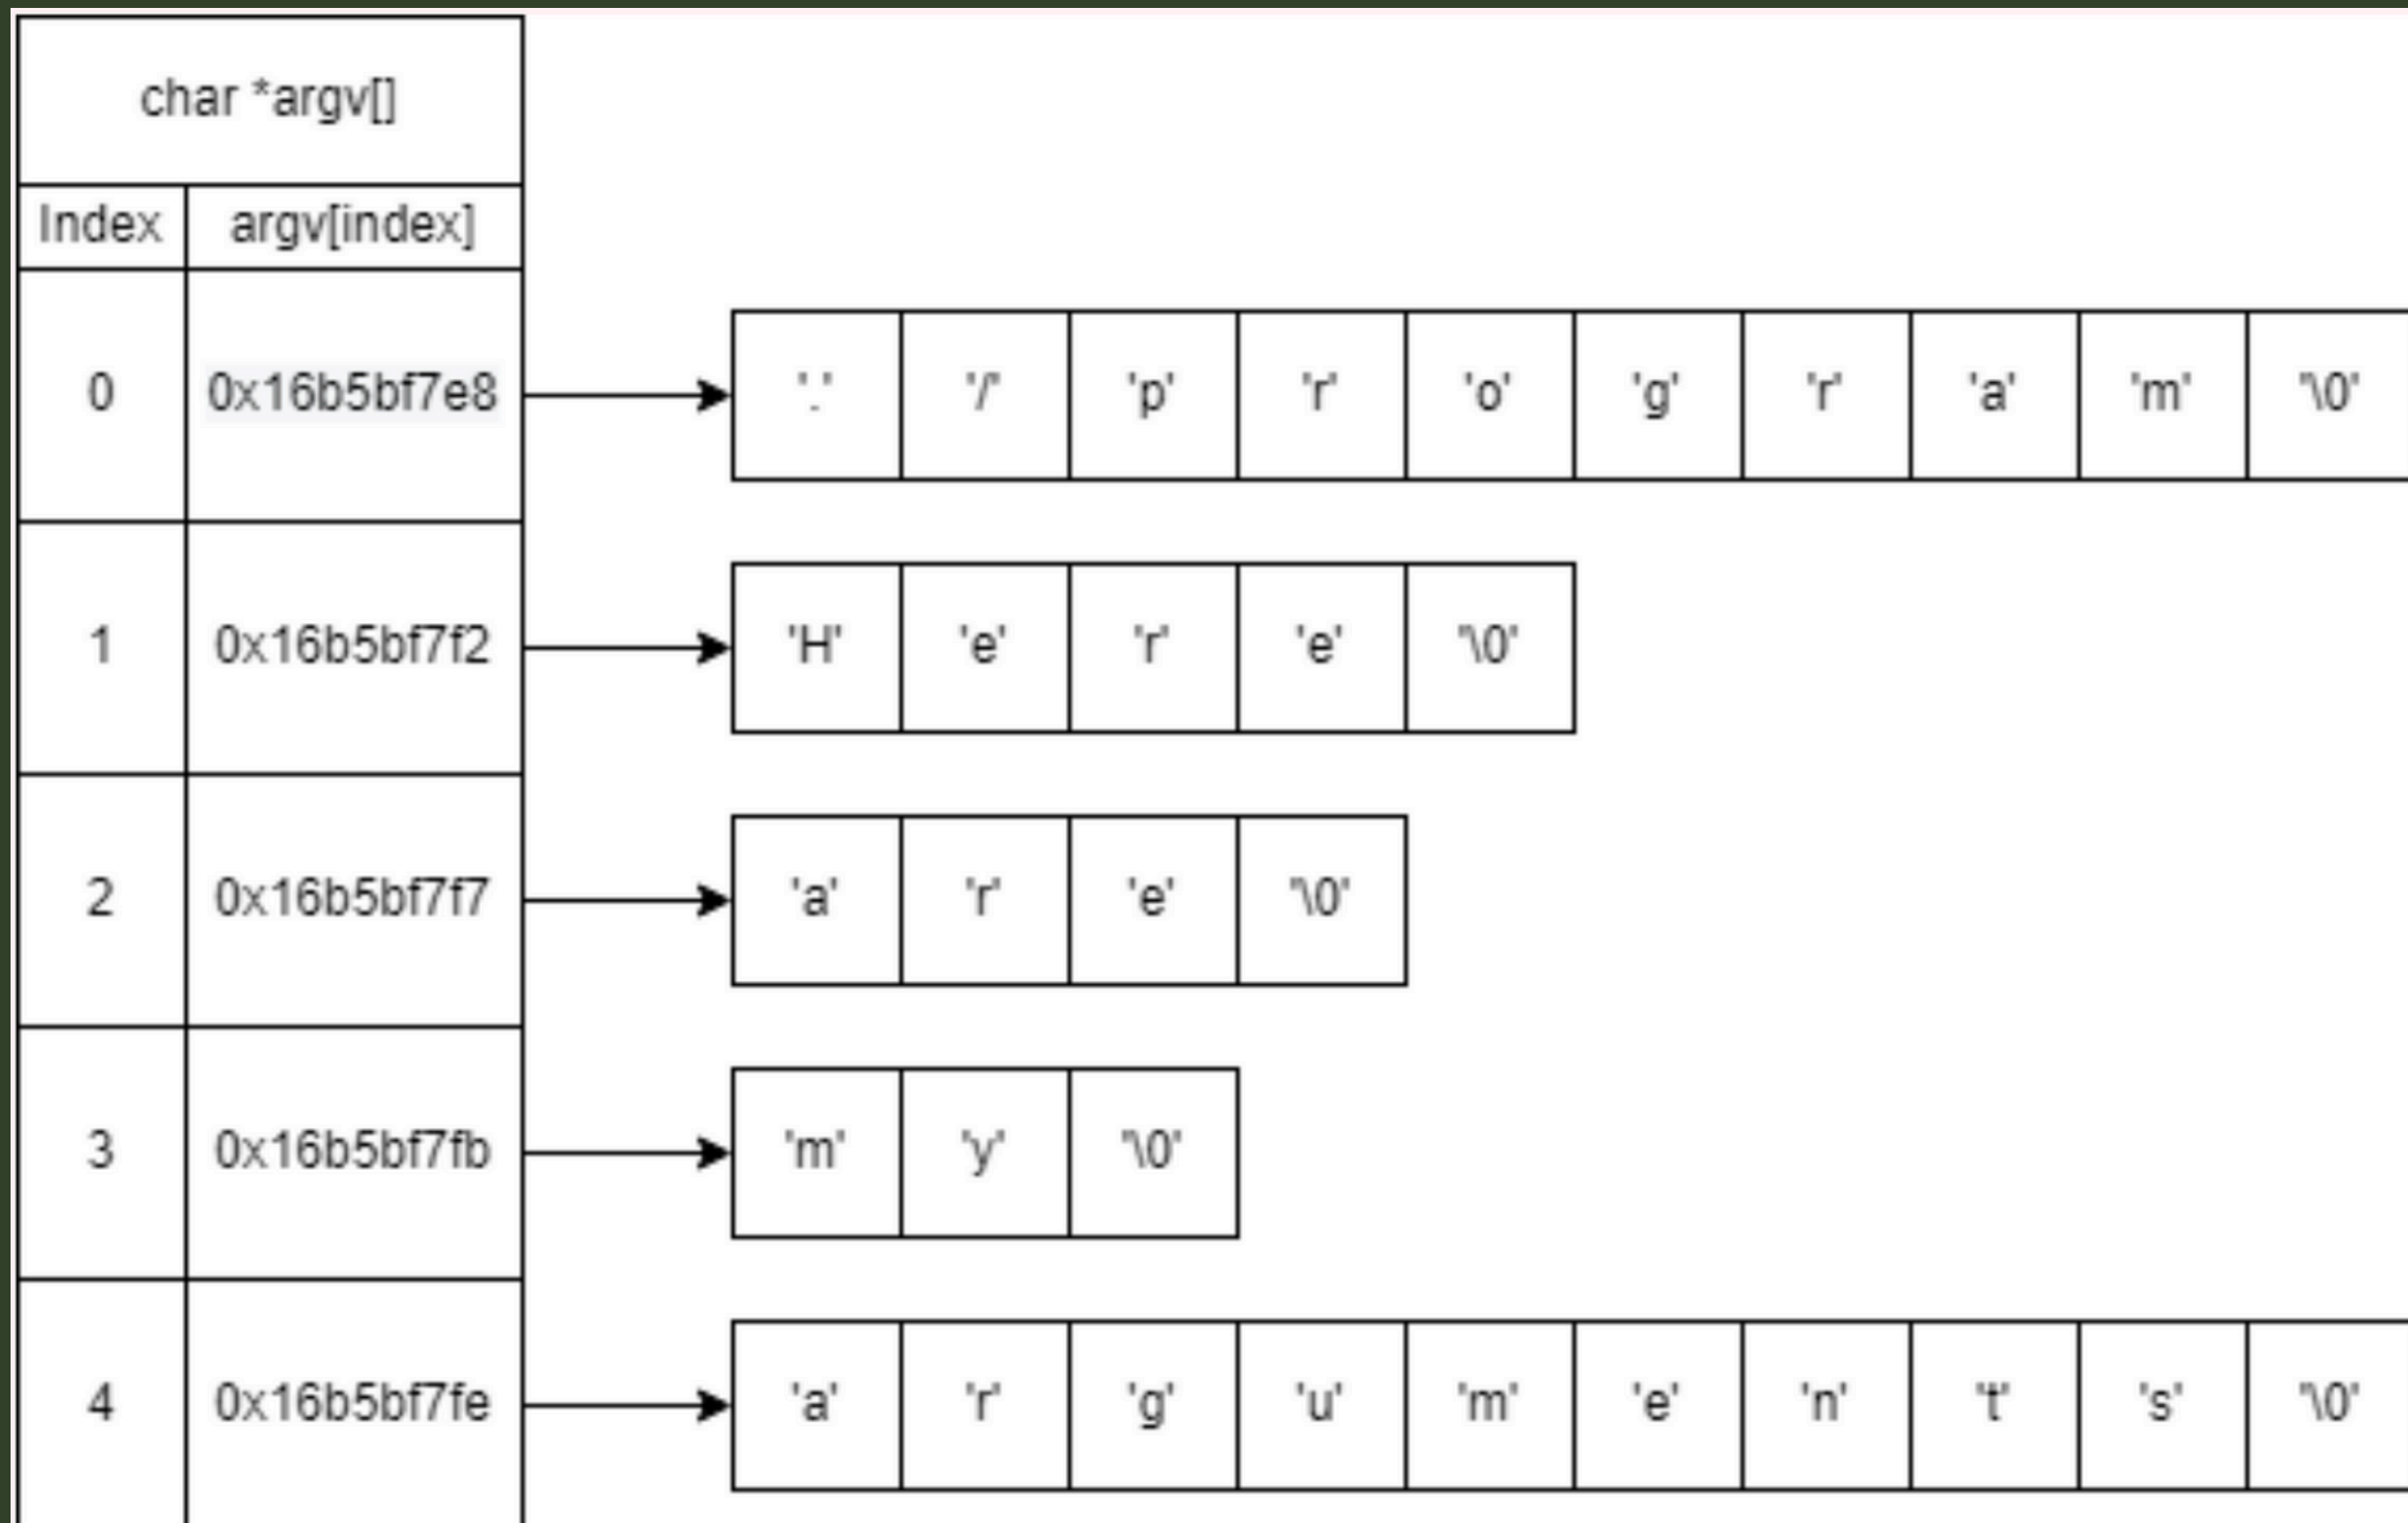 char *argv[]
Index argv[index]
0 0x16b5bf7e8 '.' '/' 'p' 'r' 'o' 'g' 'r' 'a' 'm' '\0'
1 0x16b5bf7f2 'H' 'e' 'r' 'e' '\0'
2 0x16b5bf7f7 'a' 'r' 'e' '\0'
3 0x16b5bf7fb 'm' 'y' '\0'
4 0x16b5bf7fe 'a' 'r' 'g' 'u' 'm' 'e' 'n' 't' 's' '\0'